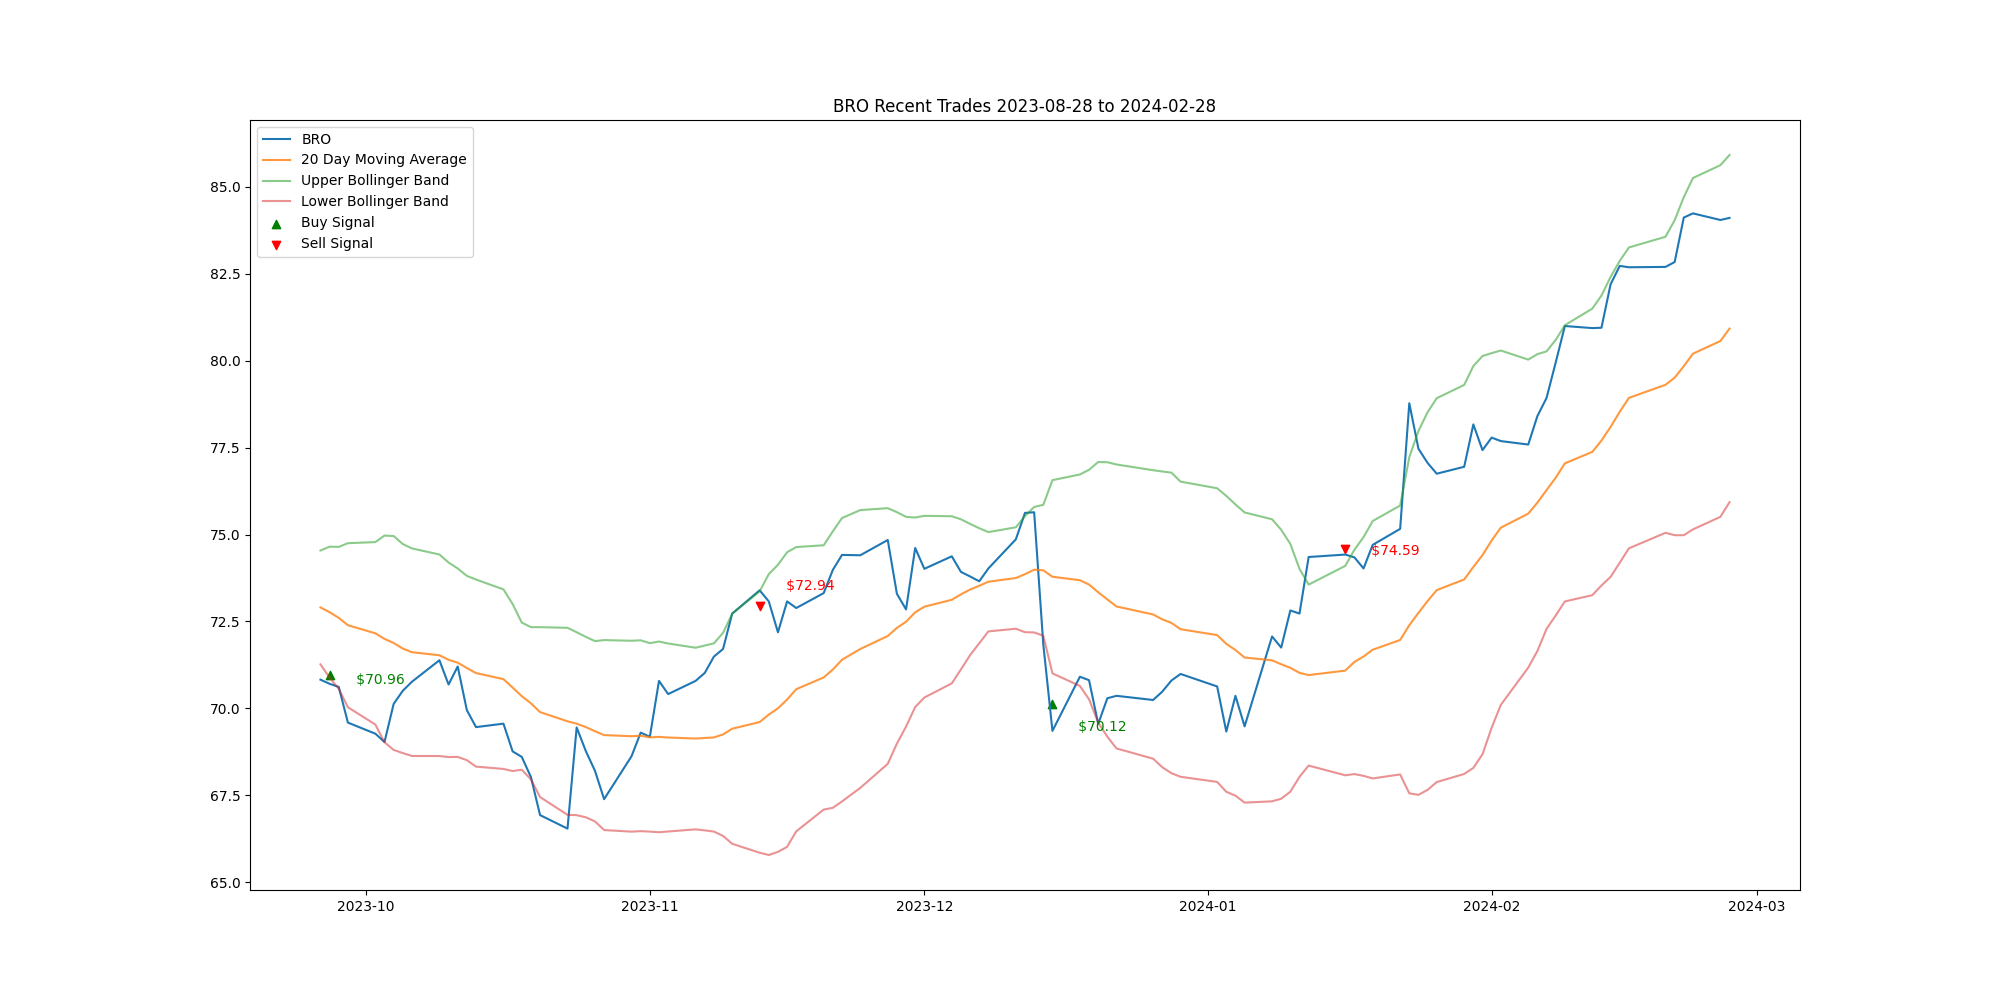 BRO Recent Trades 2023-08-28 to 2024-02-28
BRO
20 Day Moving Average
Upper Bollinger Band
Lower Bollinger Band
Buy Signal
Sell Signal
85.0
82.5
80.0
77.5
75.0
72.5
70.0
67.5
65.0
$70.96
$72.94
$70.12
$74.59
2023-10
2023-11
2023-12
2024-01
2024-02
2024-03